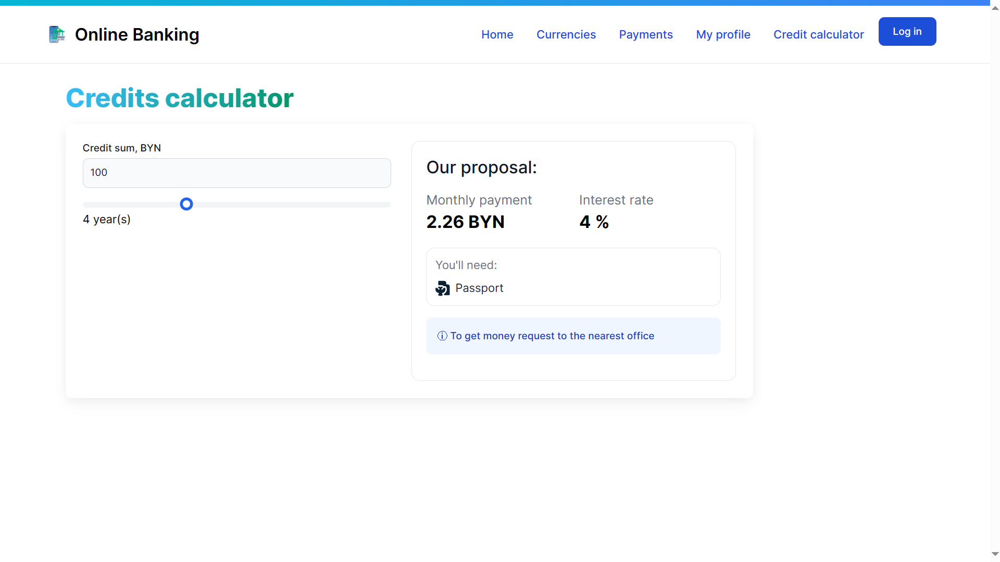 Online Banking
Home Currencies Payments My profile Credit calculator Log in
Credits calculator
Credit sum, BYN
100
4 year(s)
Our proposal:
Monthly payment Interest rate
2.26 BYN 4 %
You'll need:
Passport
To get money request to the nearest office